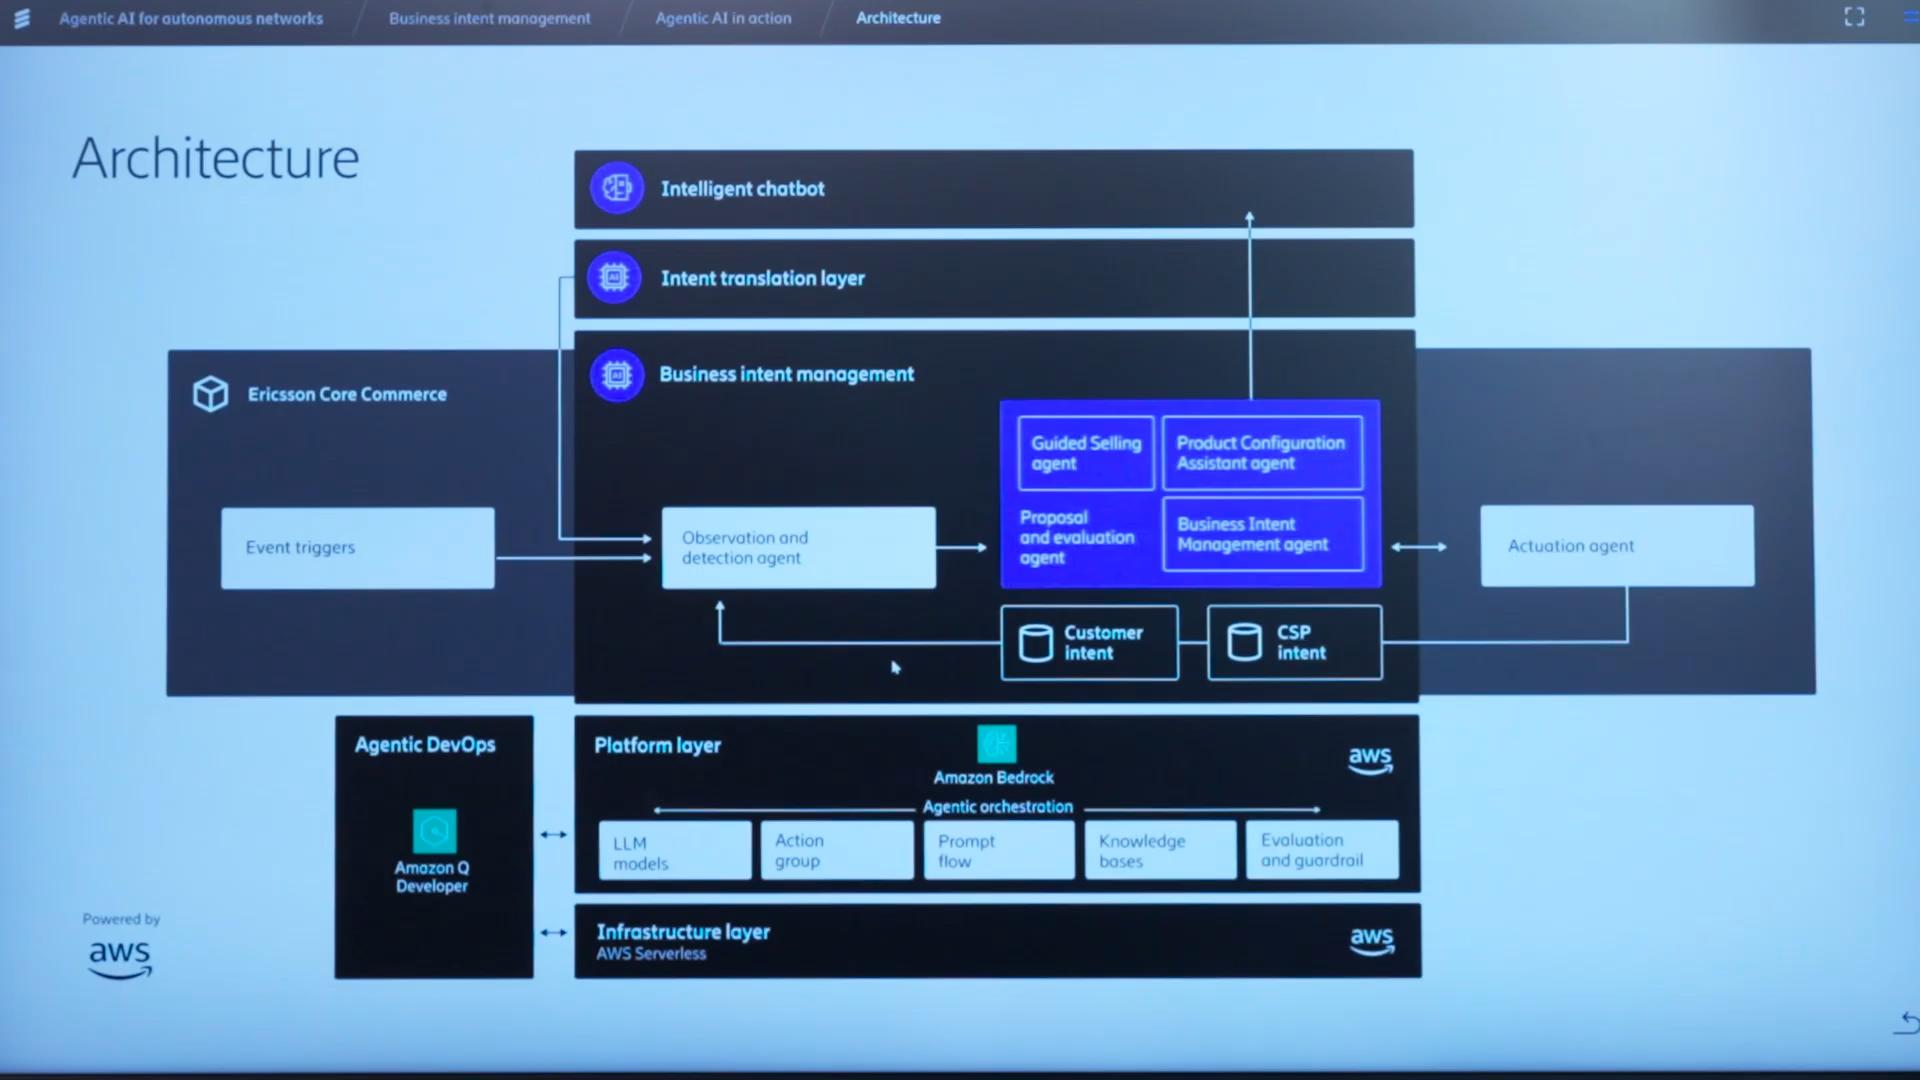 Agentic AI for autonomous networks
Business intent management
Agentic AI in action
Architecture
Architecture
Intelligent chatbot
Intent translation layer
Business intent management
Ericsson Core Commerce
Guided Selling
agent
Product Configuration
Assistant agent
Event triggers
Observation and
detection agent
Proposal
and evaluation
agent
Business Intent
Management agent
Actuation agent
Customer
intent
CSP
intent
Agentic DevOps
Amazon Q
Developer
Platform layer
Amazon Bedrock
aws
Agentic orchestration
LLM
models
Action
group
Prompt
flow
Knowledge
bases
Evaluation
and guardrail
Infrastructure layer
AWS Serverless
aws
Powered by
aws